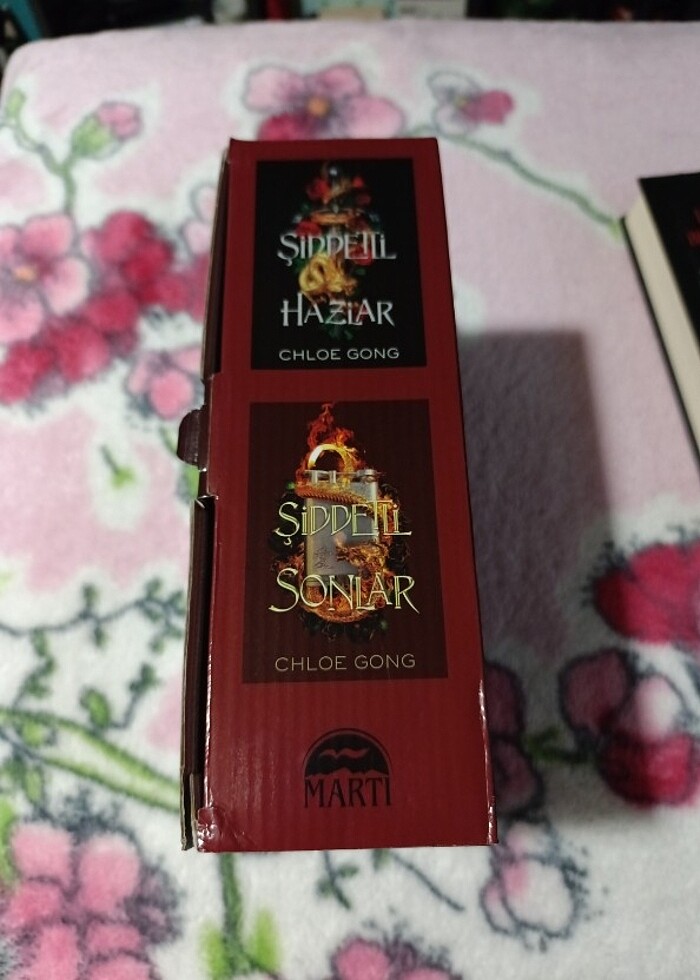 ŞİDDETLİ
HAZLAR
CHLOE GONG
ŞİDDETLİ
SONLAR
CHLOE GONG
MARTI